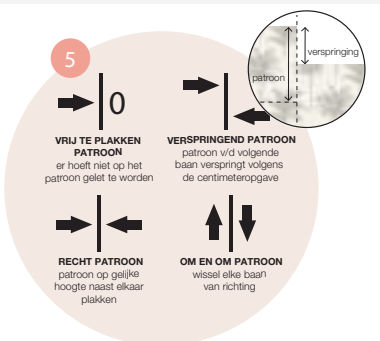 5
patroon
verspringing
0
VRIJ TE PLAKKEN
PATROON
er hoeft niet op het
patroon gelet te worden
VERSPRINGEND PATROON
patroon v/d volgende
baan verspringt volgens
de centimeteropgave
RECHT PATROON
patroon op gelijke
hoogte naast elkaar
plakken
OM EN OM PATROON
wissel elke baan
van richting